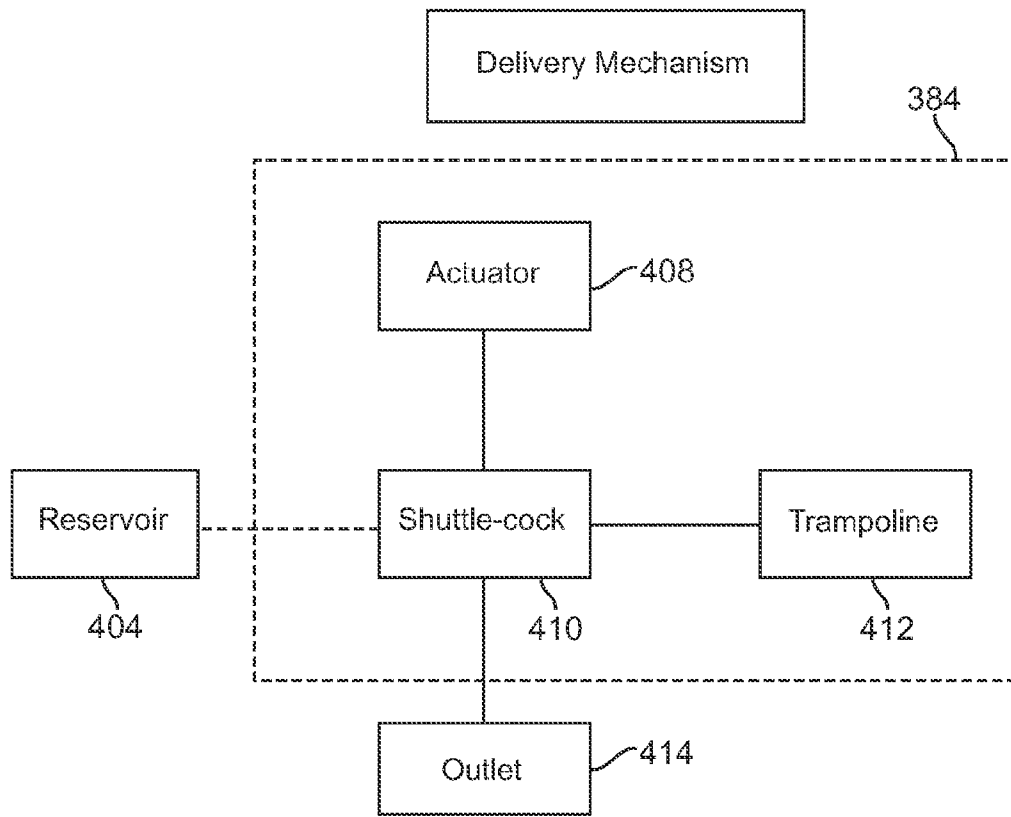 Delivery Mechanism
384
Actuator
408
Reservoir
Shuttle-cock
Trampoline
404
410
412
Outlet
414